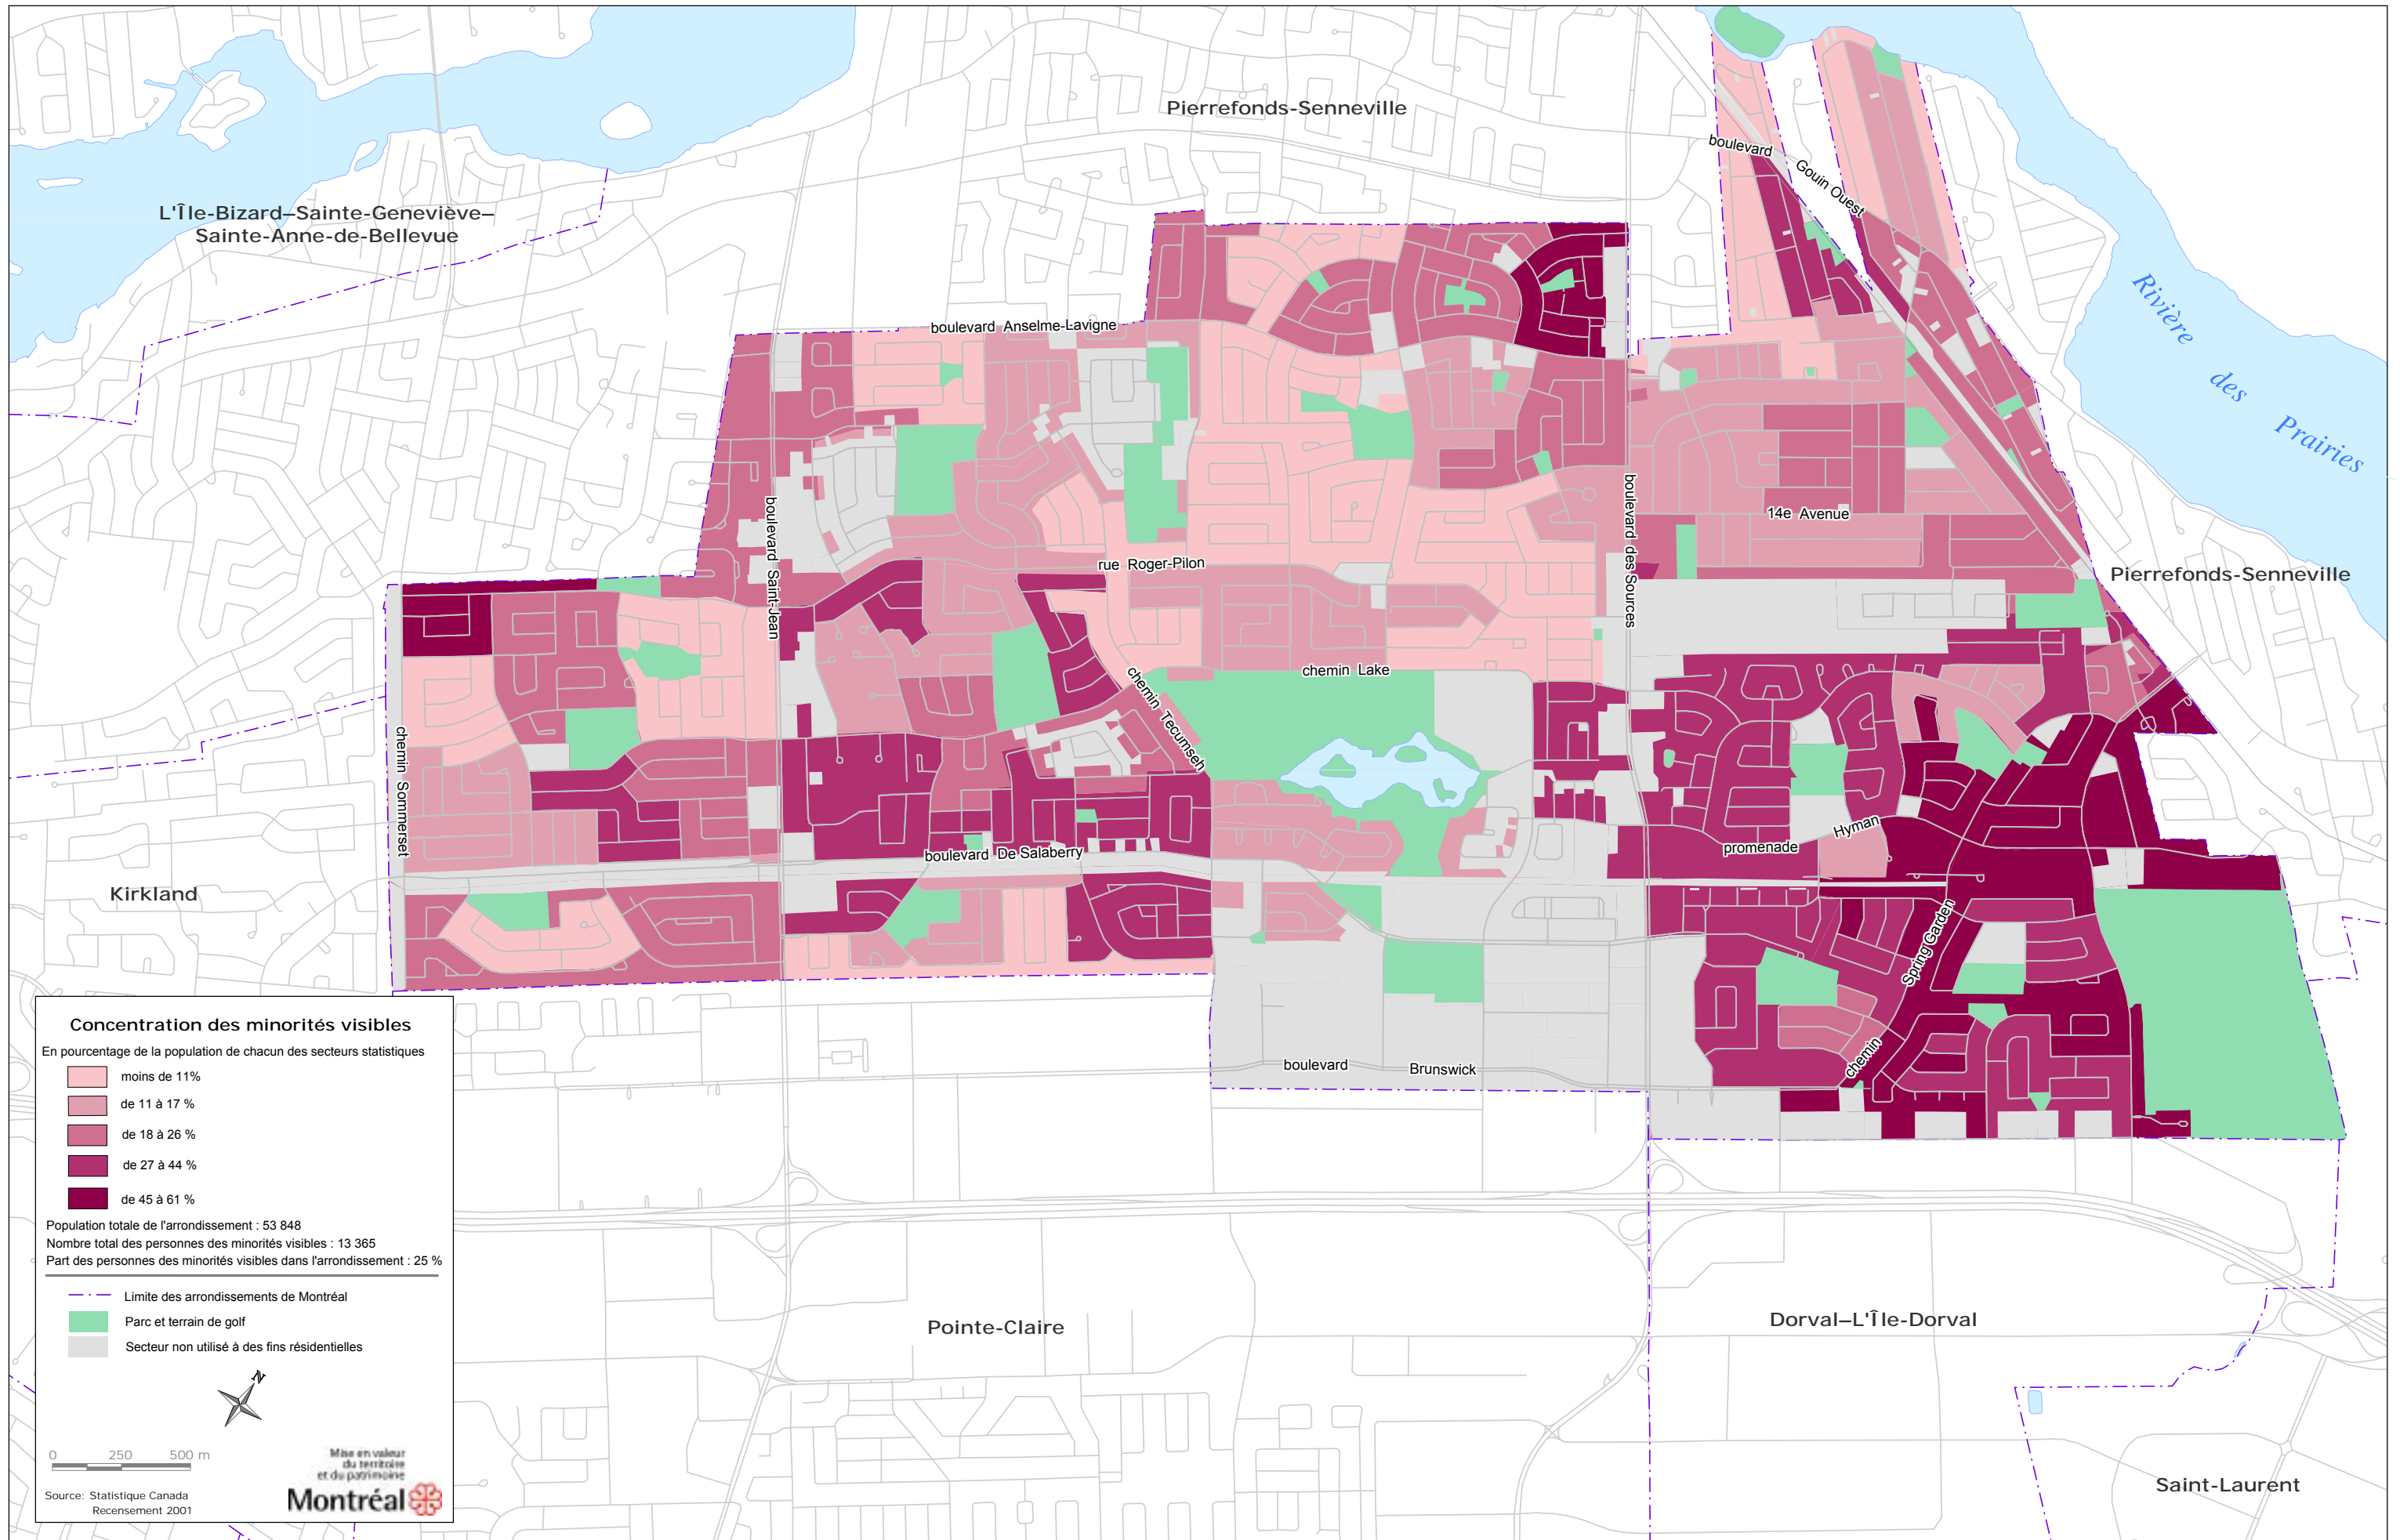 Pierrefonds-Senneville
boulevard
Gouin Ouest
L'Île-Bizard–Sainte-Geneviève–
Sainte-Anne-de-Bellevue
Rivière
des
Prairies
boulevard Anselme-Lavigne
boulevard Saint-Jean
boulevard des Sources
14e Avenue
rue Roger-Pilon
Pierrefonds-Senneville
chemin Lake
chemin Tecumseh
chemin Sommerset
promenade
Hyman
boulevard De Salaberry
Kirkland
chemin
Spring Garden
boulevard
Brunswick
Concentration des minorités visibles
En pourcentage de la population de chacun des secteurs statistiques
moins de 11%
de 11 à 17 %
de 18 à 26 %
de 27 à 44 %
de 45 à 61 %
Population totale de l'arrondissement : 53 848
Nombre total des personnes des minorités visibles : 13 365
Part des personnes des minorités visibles dans l'arrondissement : 25 %
Limite des arrondissements de Montréal
Parc et terrain de golf
Secteur non utilisé à des fins résidentielles
N
0 250 500 m
Mise en valeur
du territoire
et du patrimoine
Montréal
Source: Statistique Canada
Recensement 2001
Pointe-Claire
Dorval–L'Île-Dorval
Saint-Laurent